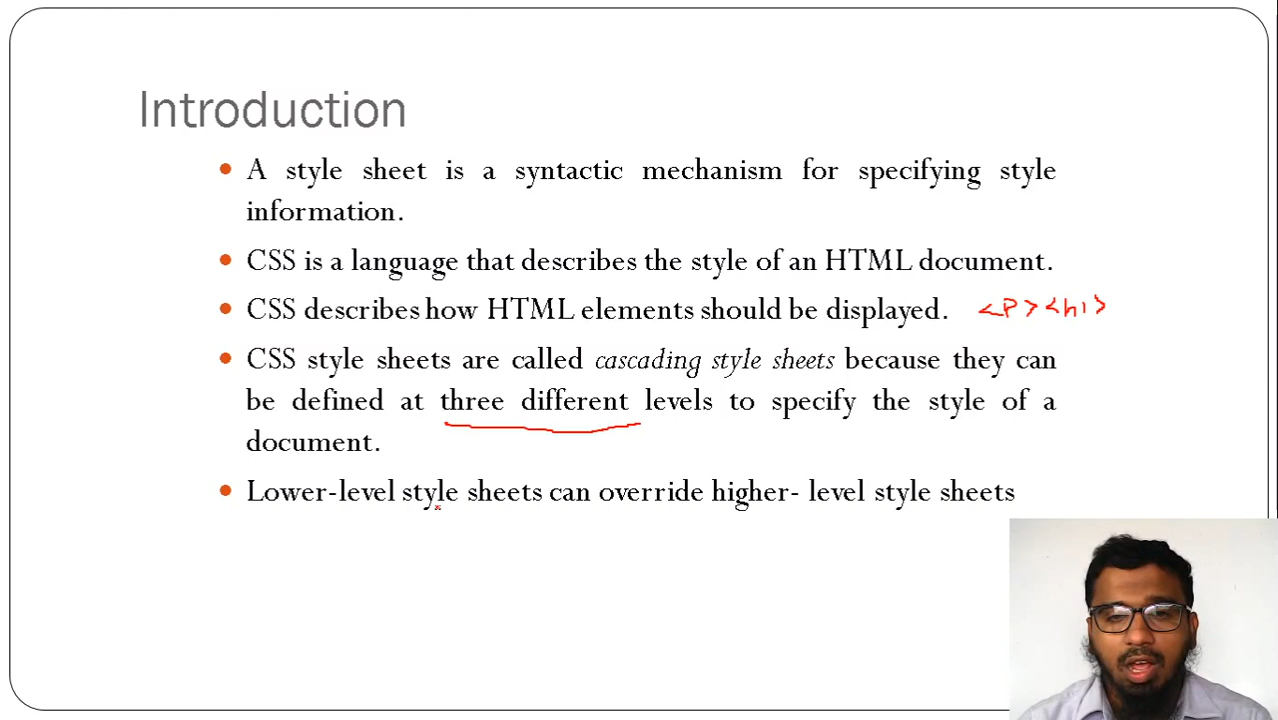 Introduction
• A style sheet is a syntactic mechanism for specifying style
information.
• CSS is a language that describes the style of an HTML document.
• CSS describes how HTML elements should be displayed. <P><h1>
• CSS style sheets are called cascading style sheets because they can
be defined at three different levels to specify the style of a
document.
• Lower-level style sheets can override higher- level style sheets